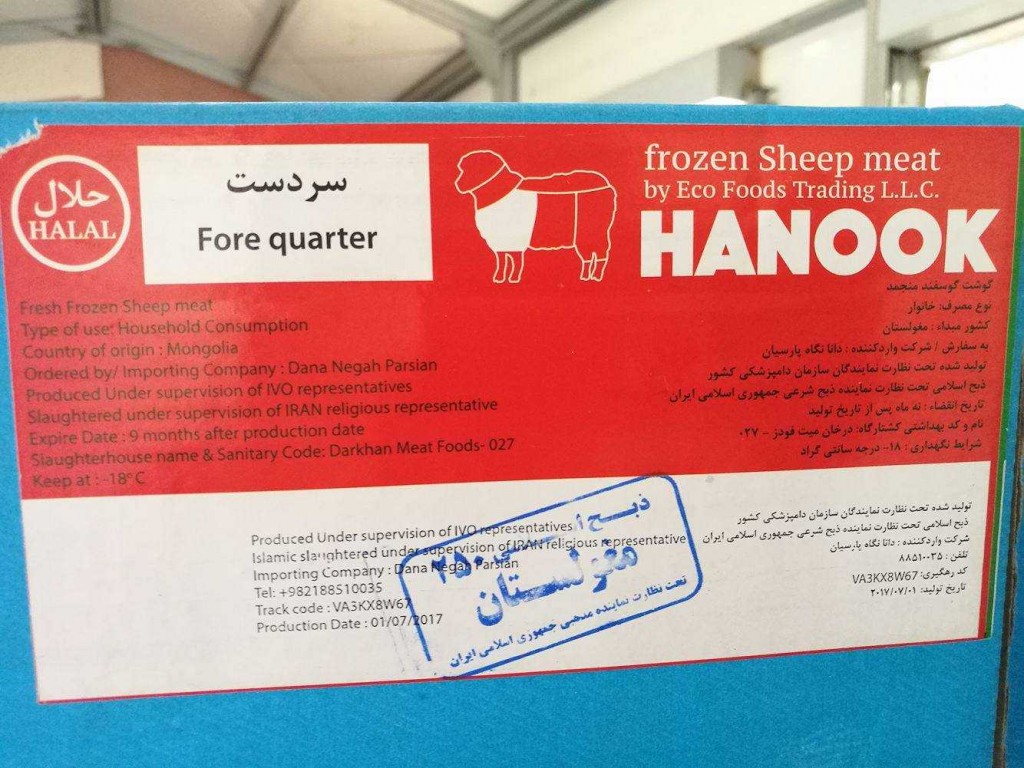 حلال
HALAL
سردست
Fore quarter
frozen Sheep meat
by Eco Foods Trading L.L.C.
HANOOK
Fresh Frozen Sheep meat
Type of use: Household Consumption
Country of origin : Mongolia
Ordered by/ Importing Company : Dana Negah Parsian
Produced Under supervision of IVO representatives
Slaughtered under supervision of IRAN religious representative
Expire Date : 9 months after production date
Slaughterhouse name & Sanitary Code: Darkhan Meat Foods- 027
Keep at : -18°C
گوشت گوسفند منجمد
نوع مصرف: خانوار
کشور مبداء : مغولستان
به سفارش / شرکت واردکننده : دانا نگاه پارسیان
تولید شده تحت نظارت نمایندگان سازمان دامپزشکی کشور
ذبح اسلامی تحت نظارت نماینده ذبح شرعی جمهوری اسلامی ایران
تاریخ انقضاء : نه ماه پس از تاریخ تولید
نام و کد بهداشتی کشتارگاه: درخان میت فودز - ۰۲۷
شرایط نگهداری : ۱۸- درجه سانتی گراد
Produced Under supervision of IVO representatives
Islamic slaughtered under supervision of IRAN religious representative
Importing Company : Dana Negah Parsian
Tel: +982188510035
Track code : VA3KX8W67
Production Date : 01/07/2017
تولید شده تحت نظارت نمایندگان سازمان دامپزشکی کشور
ذبح اسلامی تحت نظارت نماینده ذبح شرعی جمهوری اسلامی ایران
شرکت واردکننده : دانا نگاه پارسیان
تلفن : ۸۸۵۱۰۰۳۵
کد رهگیری: VA3KX8W67
تاریخ تولید: ۲۰۱۷/۰۷/۰۱
ذبح
۲۵۰
مغولستان
تحت نظارت نماینده مذهبی جمهوری اسلامی ایران